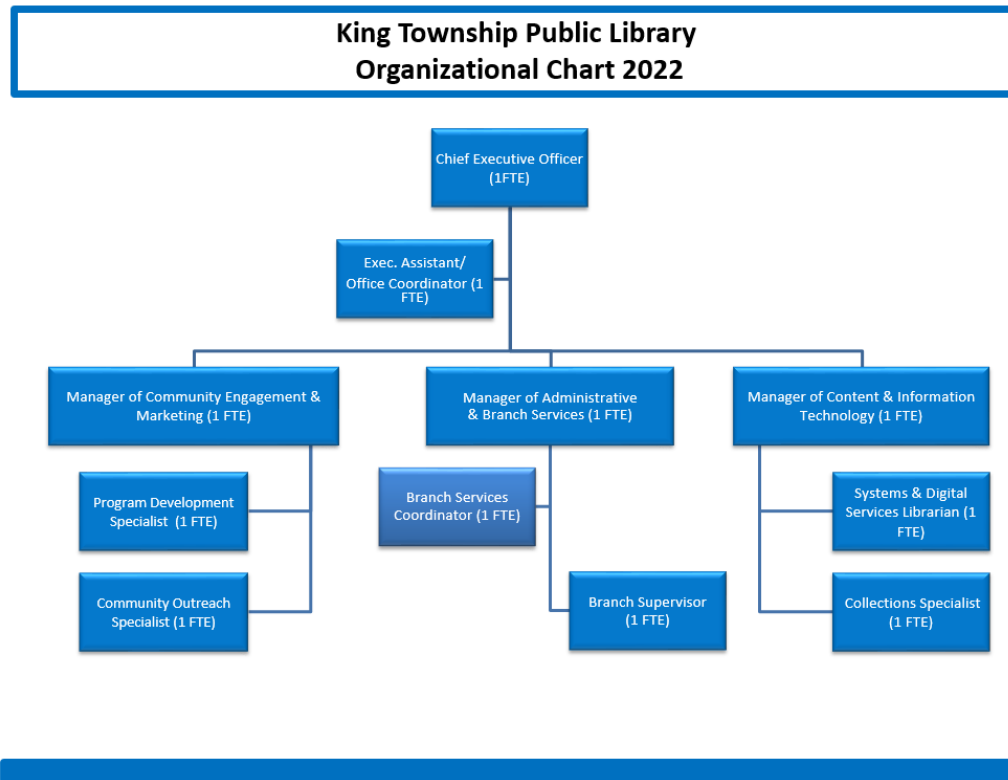 King Township Public Library
Organizational Chart 2022
Chief Executive Officer
(1FTE)
Exec. Assistant/
Office Coordinator (1
FTE)
Manager of Community Engagement &
Marketing (1 FTE)
Manager of Administrative
& Branch Services (1 FTE)
Manager of Content & Information
Technology (1 FTE)
Program Development
Specialist (1 FTE)
Branch Services
Coordinator (1 FTE)
Systems & Digital
Services Librarian (1
FTE)
Community Outreach
Specialist (1 FTE)
Branch Supervisor
(1 FTE)
Collections Specialist
(1 FTE)